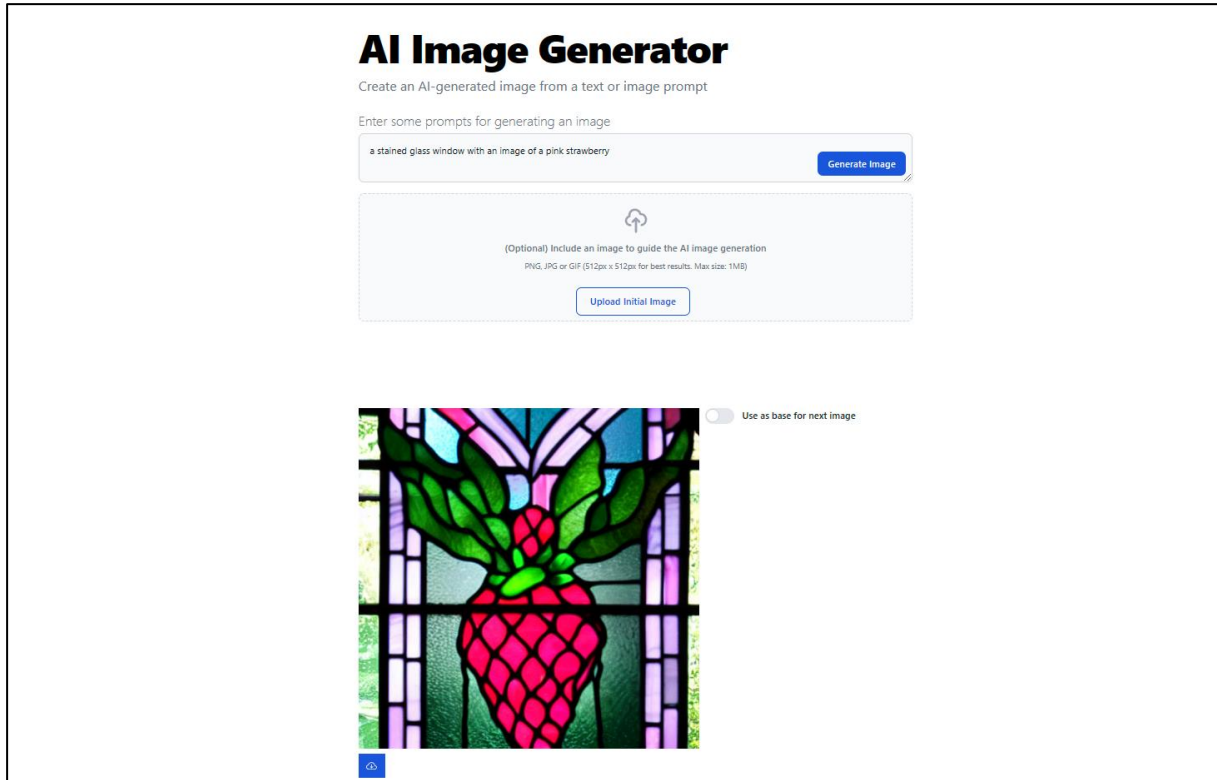 AI Image Generator
Create an AI-generated image from a text or image prompt
Enter some prompts for generating an image
a stained glass window with an image of a pink strawberry
Generate Image
(Optional) Include an image to guide the AI image generation
PNG, JPG or GIF (512px x 512px for best results. Max size: 1MB)
Upload Initial Image
Use as base for next image